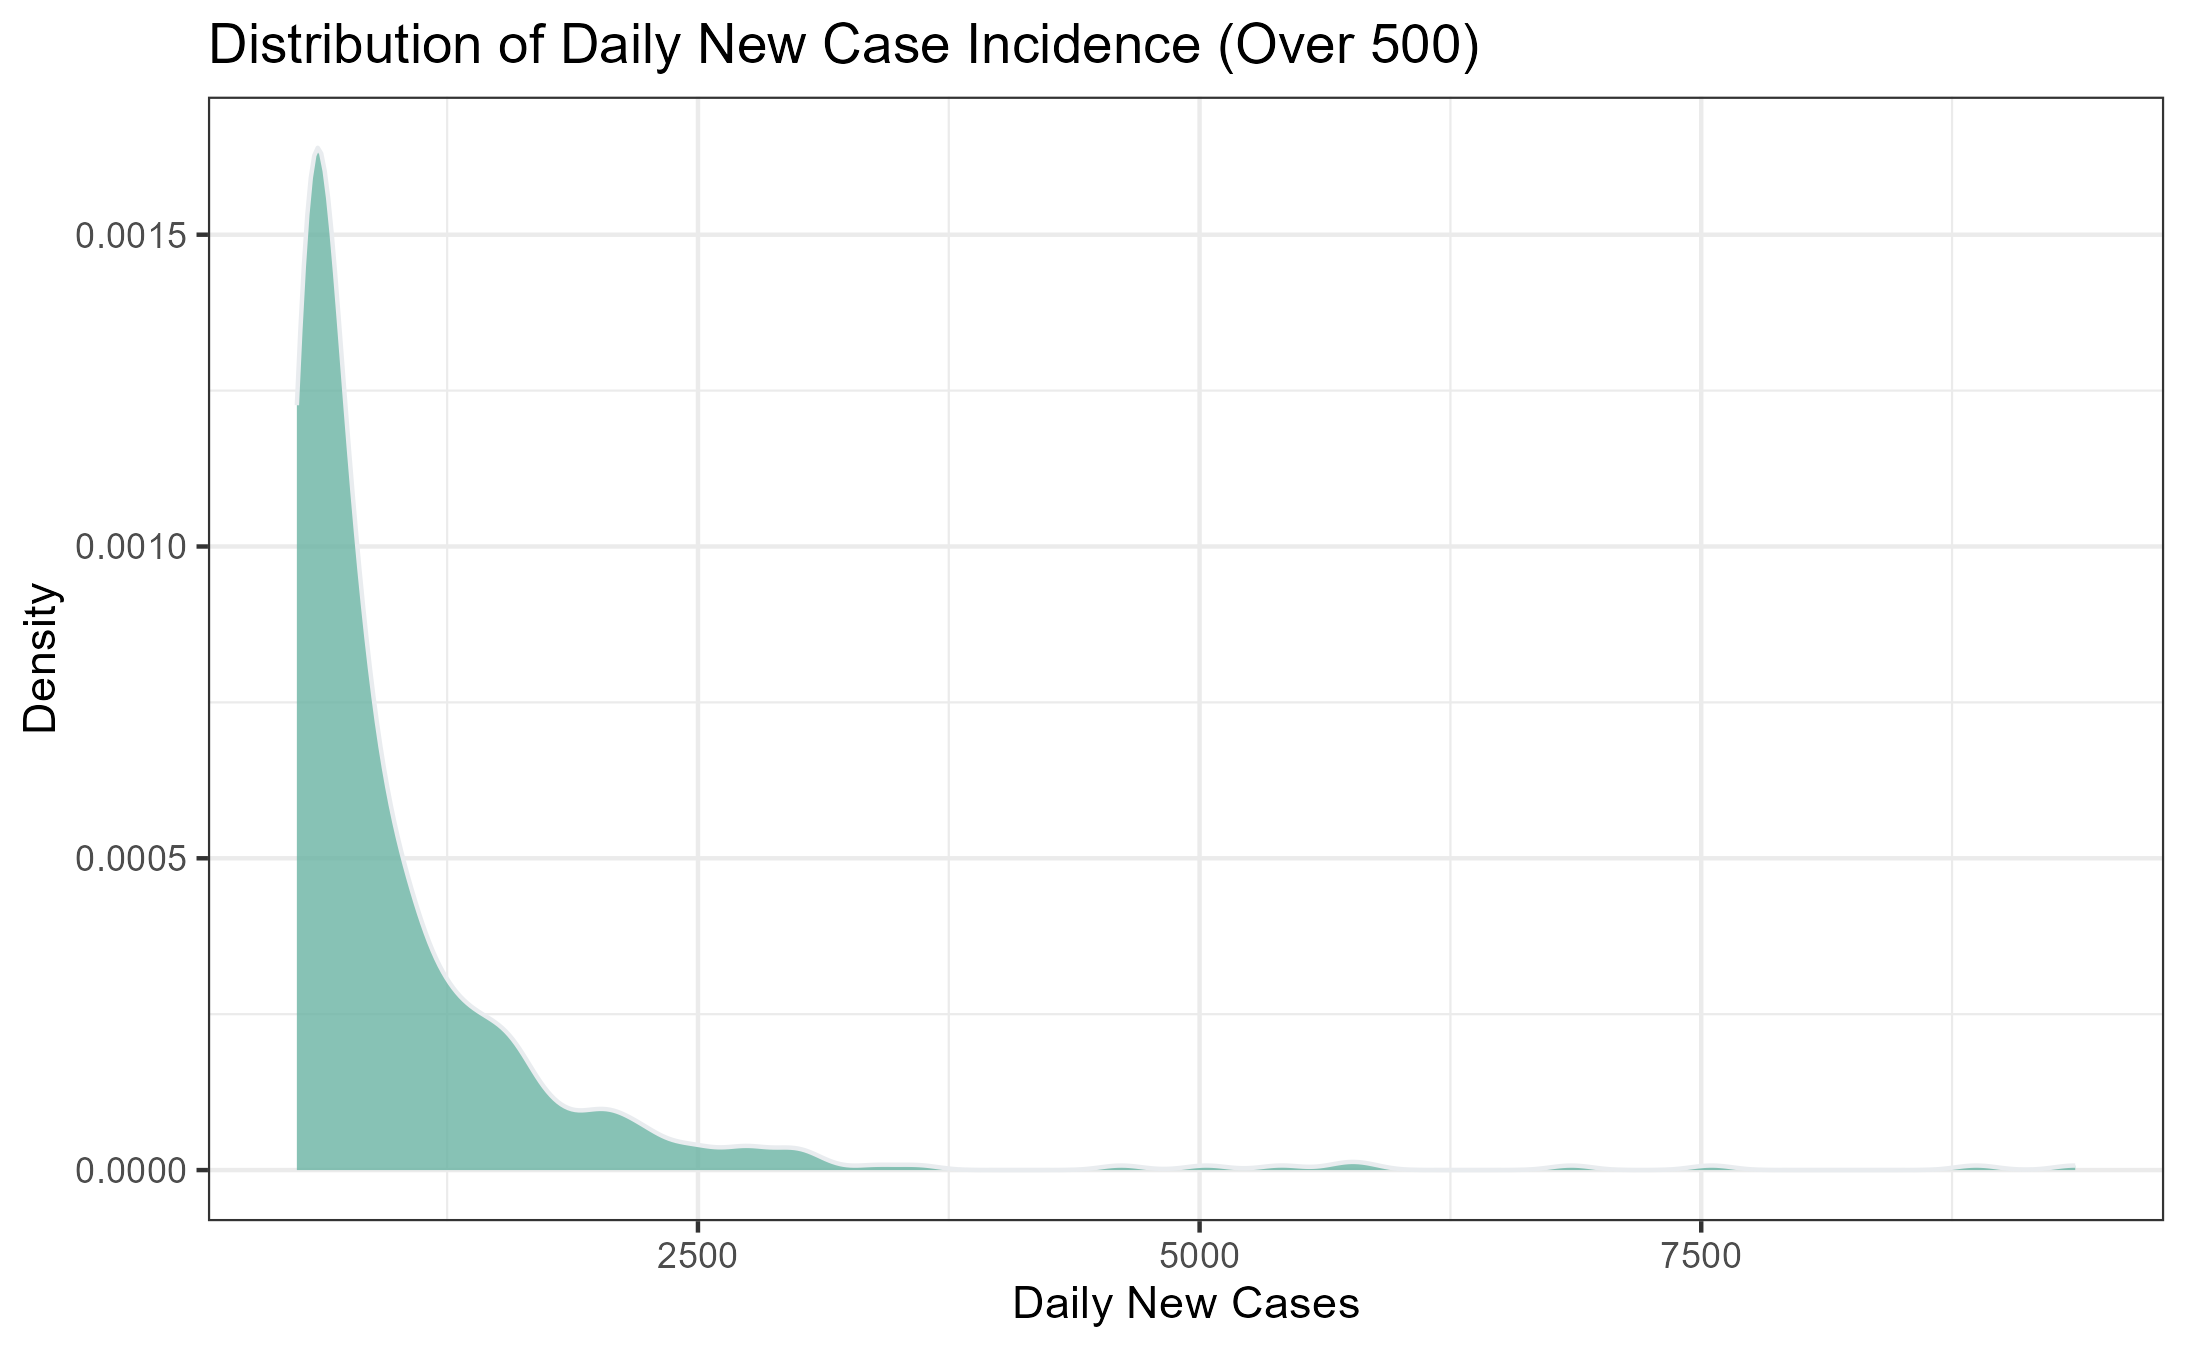 Distribution of Daily New Case Incidence (Over 500)
0.0015
0.0010
0.0005
0.0000
Density
2500 5000 7500
Daily New Cases